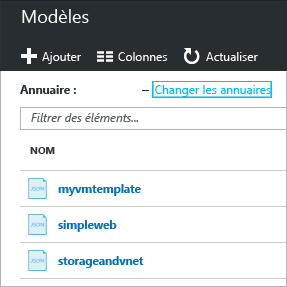 Modèles
Ajouter Colonnes Actualiser
Annuaire : – Changer les annuaires
Filtrer des éléments...
NOM
JSON myvmtemplate
JSON simpleweb
JSON storageandvnet